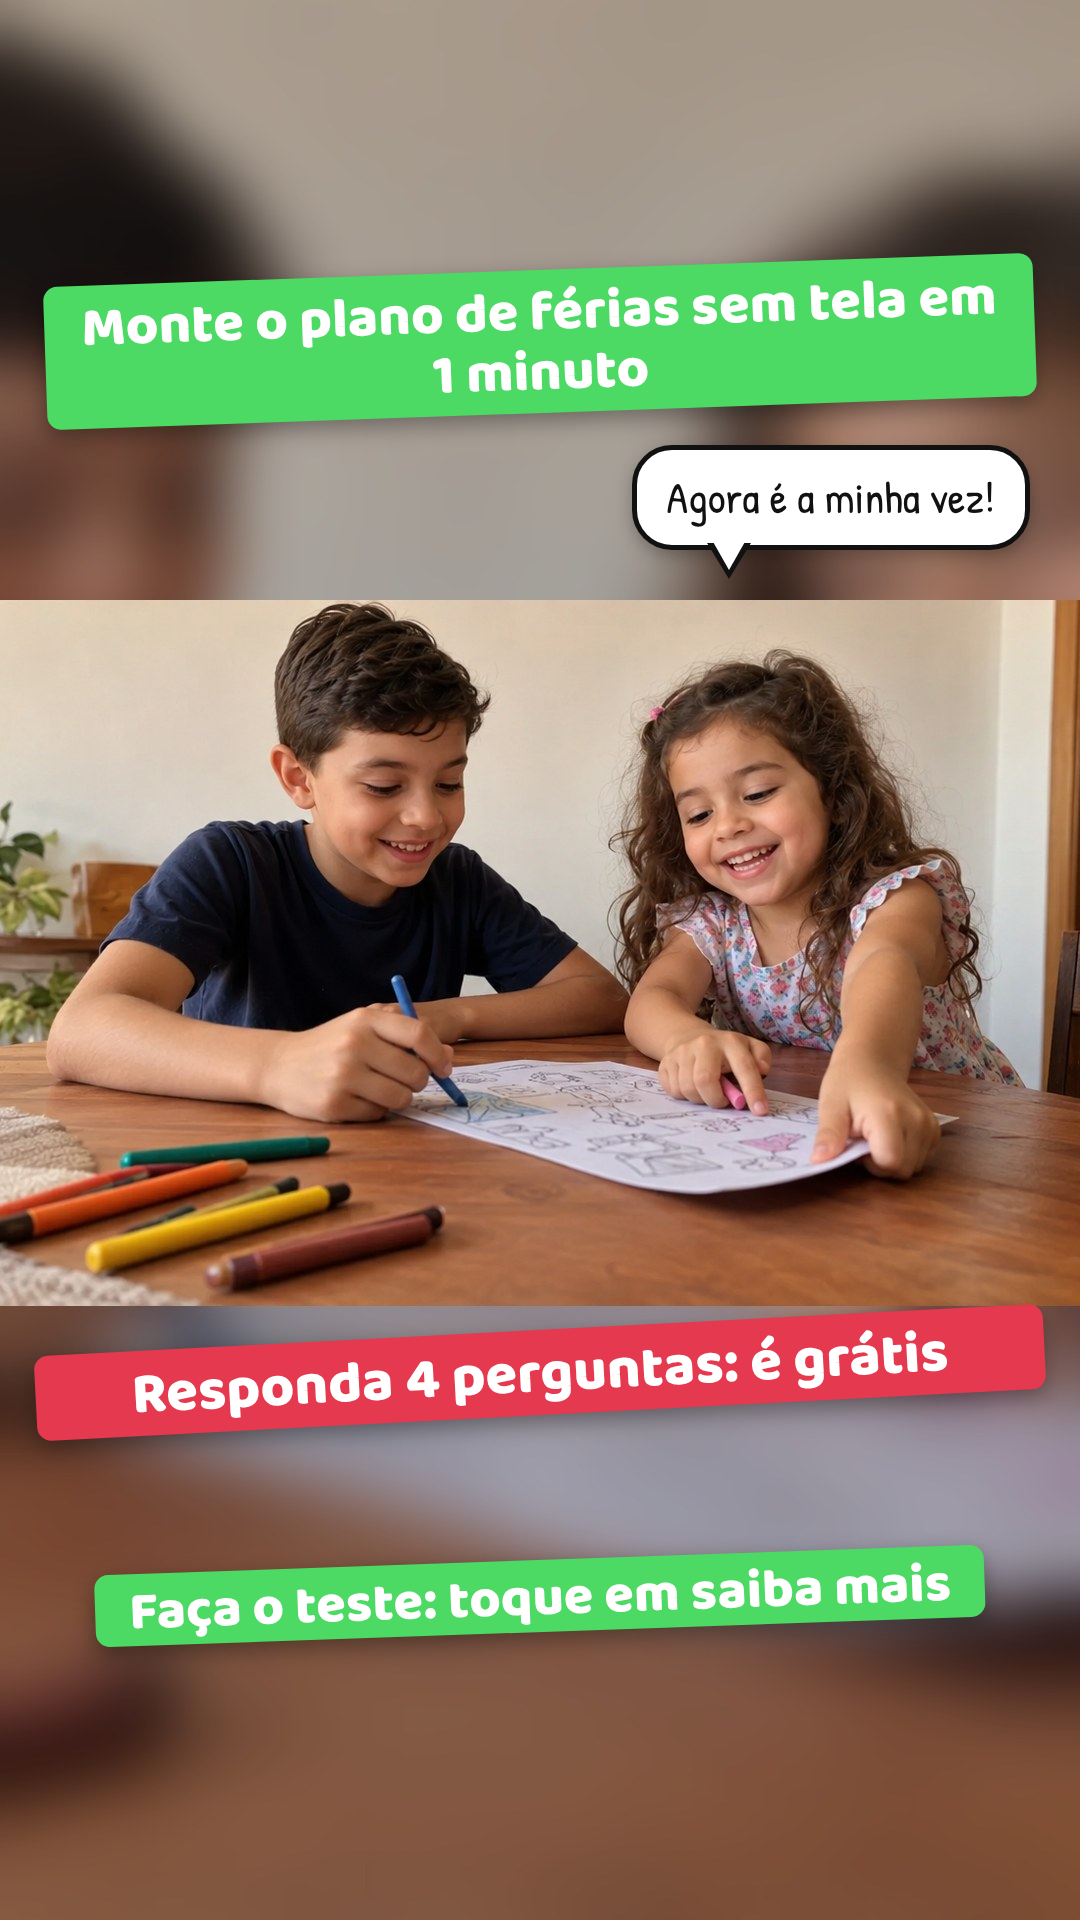 Monte o plano de férias sem tela em
1 minuto
Agora é a minha vez!
Responda 4 perguntas: é grátis
Faça o teste: toque em saiba mais